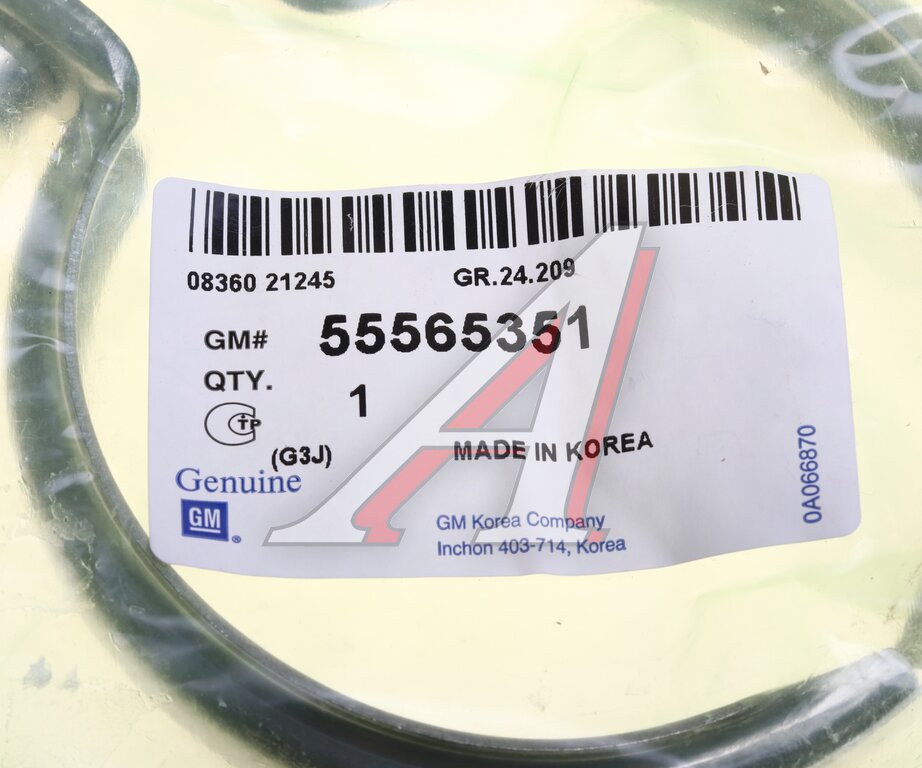 08360 21245 GR.24.209
GM# 55565351
QTY. 1
СТР
(G3J) MADE IN KOREA
Genuine
GM ®
GM Korea Company
Inchon 403-714, Korea
0A066870